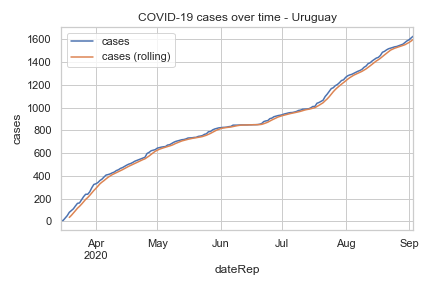 COVID-19 cases over time - Uruguay
cases
cases (rolling)
1600
1400
1200
1000
800
600
400
200
0
cases
Apr
2020
May
Jun
Jul
Aug
Sep
dateRep